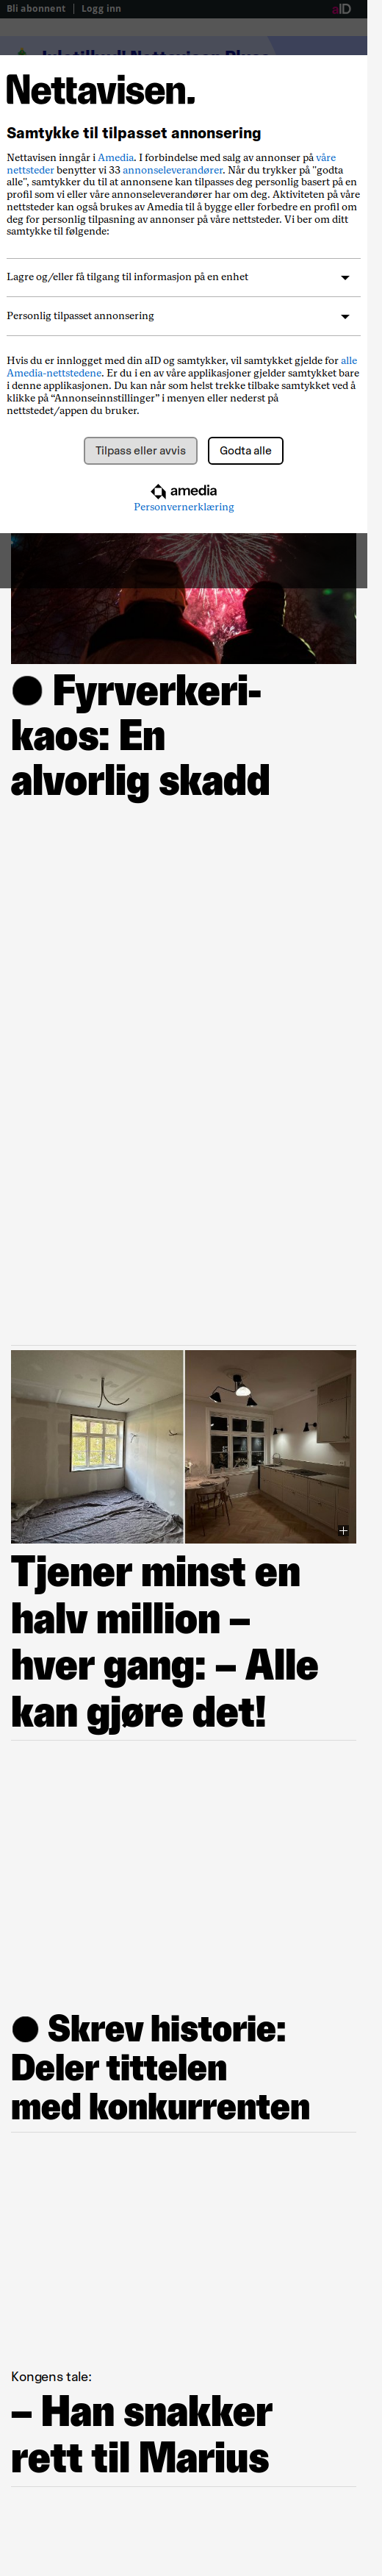 Bli abonnent | Logg inn
aID
Nettavisen.
Samtykke til tilpasset annonsering
Nettavisen inngår i Amedia. I forbindelse med salg av annonser på våre
nettsteder benytter vi 33 annonseleverandører. Når du trykker på "godta
alle", samtykker du til at annonsene kan tilpasses deg personlig basert på en
profil som vi eller våre annonseleverandører har om deg. Aktiviteten på våre
nettsteder kan også brukes av Amedia til å bygge eller forbedre en profil om
deg for personlig tilpasning av annonser på våre nettsteder. Vi ber om ditt
samtykke til følgende:
Lagre og/eller få tilgang til informasjon på en enhet
Personlig tilpasset annonsering
Hvis du er innlogget med din aID og samtykker, vil samtykket gjelde for alle
Amedia-nettstedene. Er du i en av våre applikasjoner gjelder samtykket bare
i denne applikasjonen. Du kan når som helst trekke tilbake samtykket ved å
klikke på “Annonseinnstillinger” i menyen eller nederst på
nettstedet/appen du bruker.
Tilpass eller avvis
Godta alle
amedia
Personvernerklæring
Fyrverkeri-
kaos: En
alvorlig skadd
Tjener minst en
halv million –
hver gang: – Alle
kan gjøre det!
Skrev historie:
Deler tittelen
med konkurrenten
Kongens tale:
– Han snakker
rett til Marius